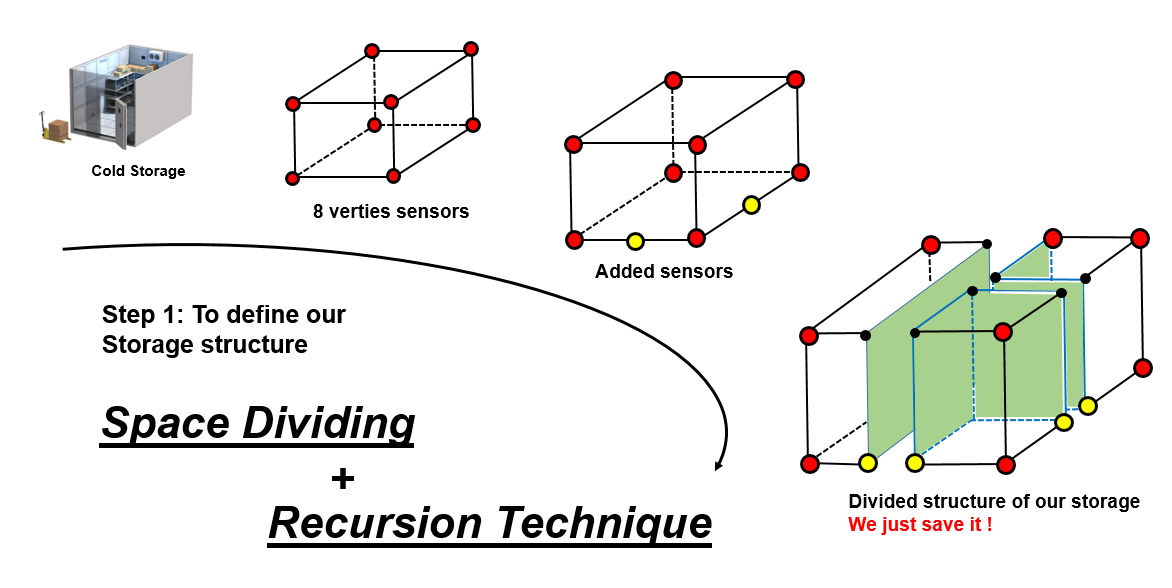 Cold Storage
8 verties sensors
Added sensors
Step 1: To define our
Storage structure
Space Dividing
+
Recursion Technique
Divided structure of our storage
We just save it !